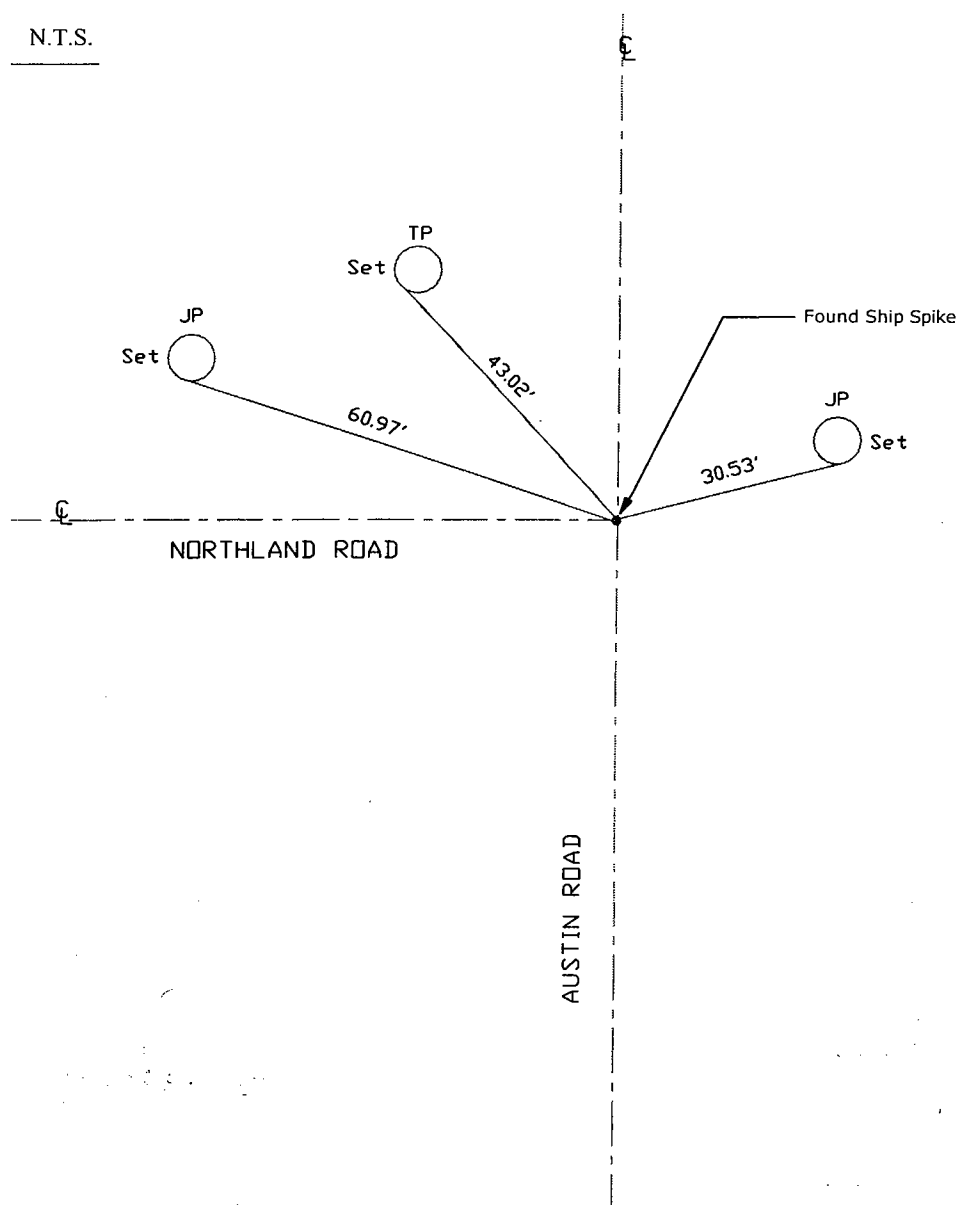 N.T.S.
℄
TP
Set
JP
Set
43.02'
Found Ship Spike
60.97'
JP
Set
30.53'
℄
NORTHLAND ROAD
AUSTIN ROAD